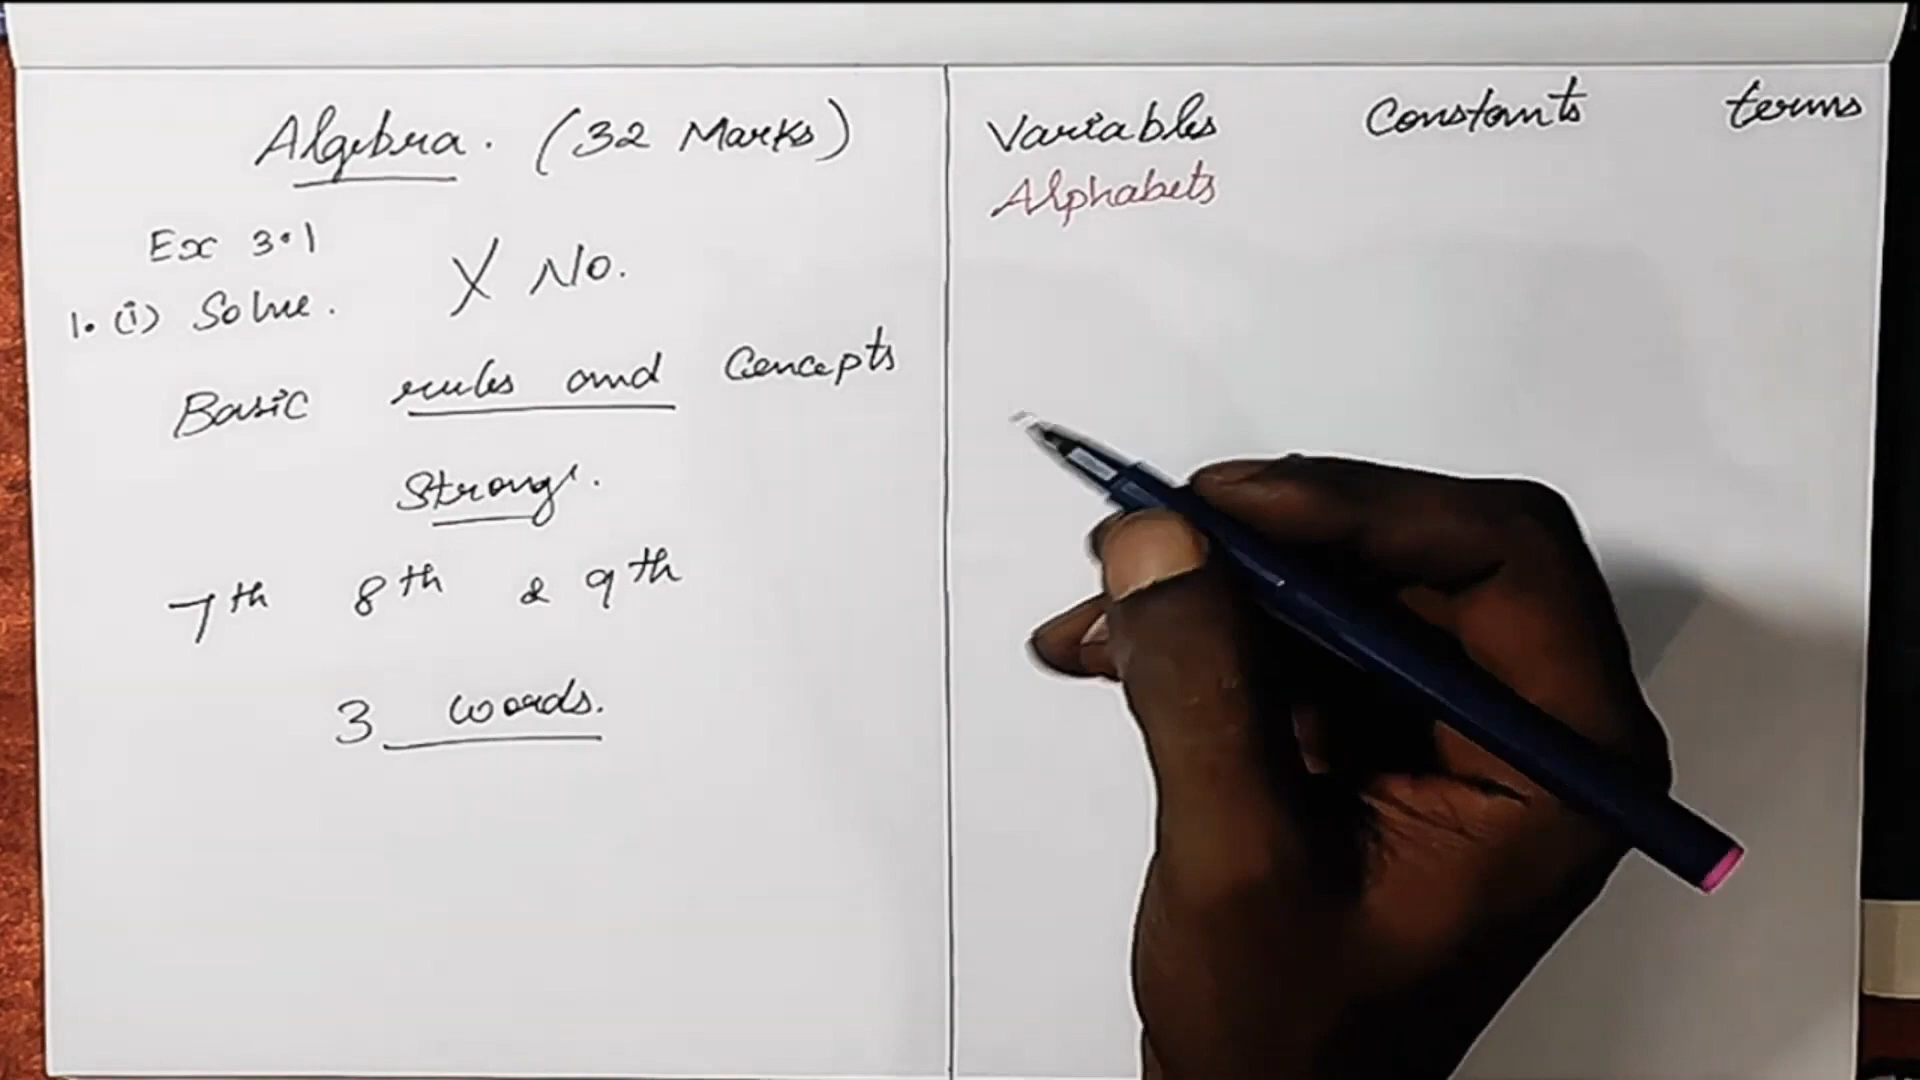 Algebra. (32 Marks)
Ex 3.1
1. (i) Solve. X No.
Basic rules and Concepts
Strong.
7th 8th & 9th
3 words.
Variables Constants terms
Alphabets